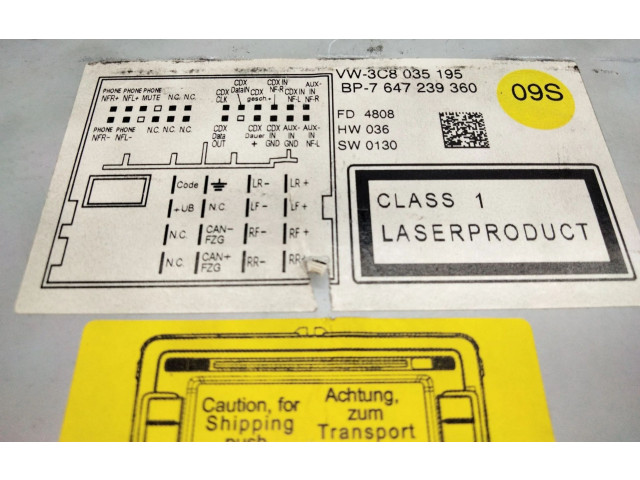 VW-3C8 035 195
BP-7 647 239 360
09S
FD 4808
HW 036
SW 0130
CLASS 1
LASERPRODUCT
PHONE PHONE PHONE
NFR+ NFL+ MUTE N.C. N.C.
PHONE PHONE
NFR- NFL- N.C. N.C. N.C.
CDX CDX CDX IN AUX-
CLK DataIN gesch+ NF-R CDX IN IN
NF-L NF-R
CDX CDX CDX AUX- AUX-
Data Dauer IN IN IN
OUT + GND GND NF-L
Code LR- LR+
+UB N.C. LF- LF+
N.C. CAN- FZG RF- RF+
N.C. CAN+ FZG RR- RR+
Caution, for
Shipping
push
Achtung,
zum
Transport